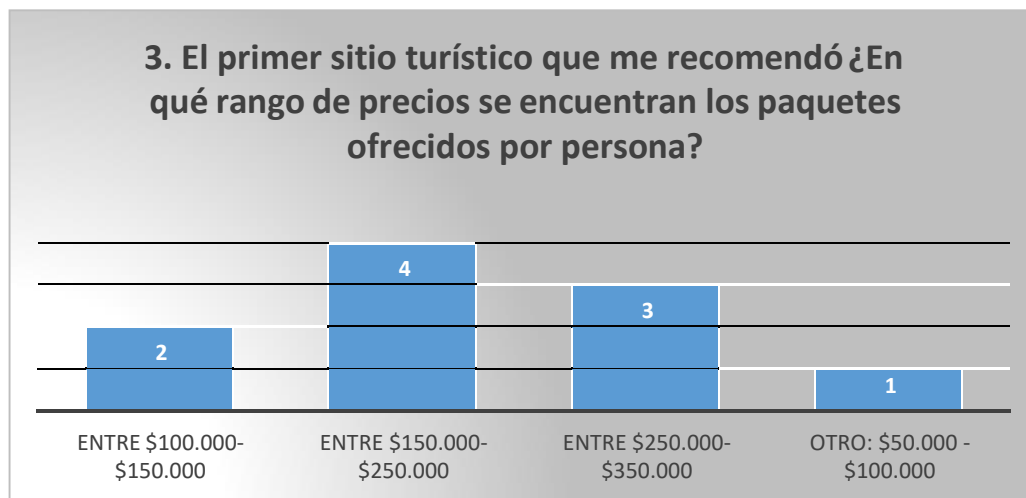 3. El primer sitio turístico que me recomendó ¿En
qué rango de precios se encuentran los paquetes
ofrecidos por persona?
4
3
2
1
ENTRE $100.000-
$150.000
ENTRE $150.000-
$250.000
ENTRE $250.000-
$350.000
OTRO: $50.000 -
$100.000